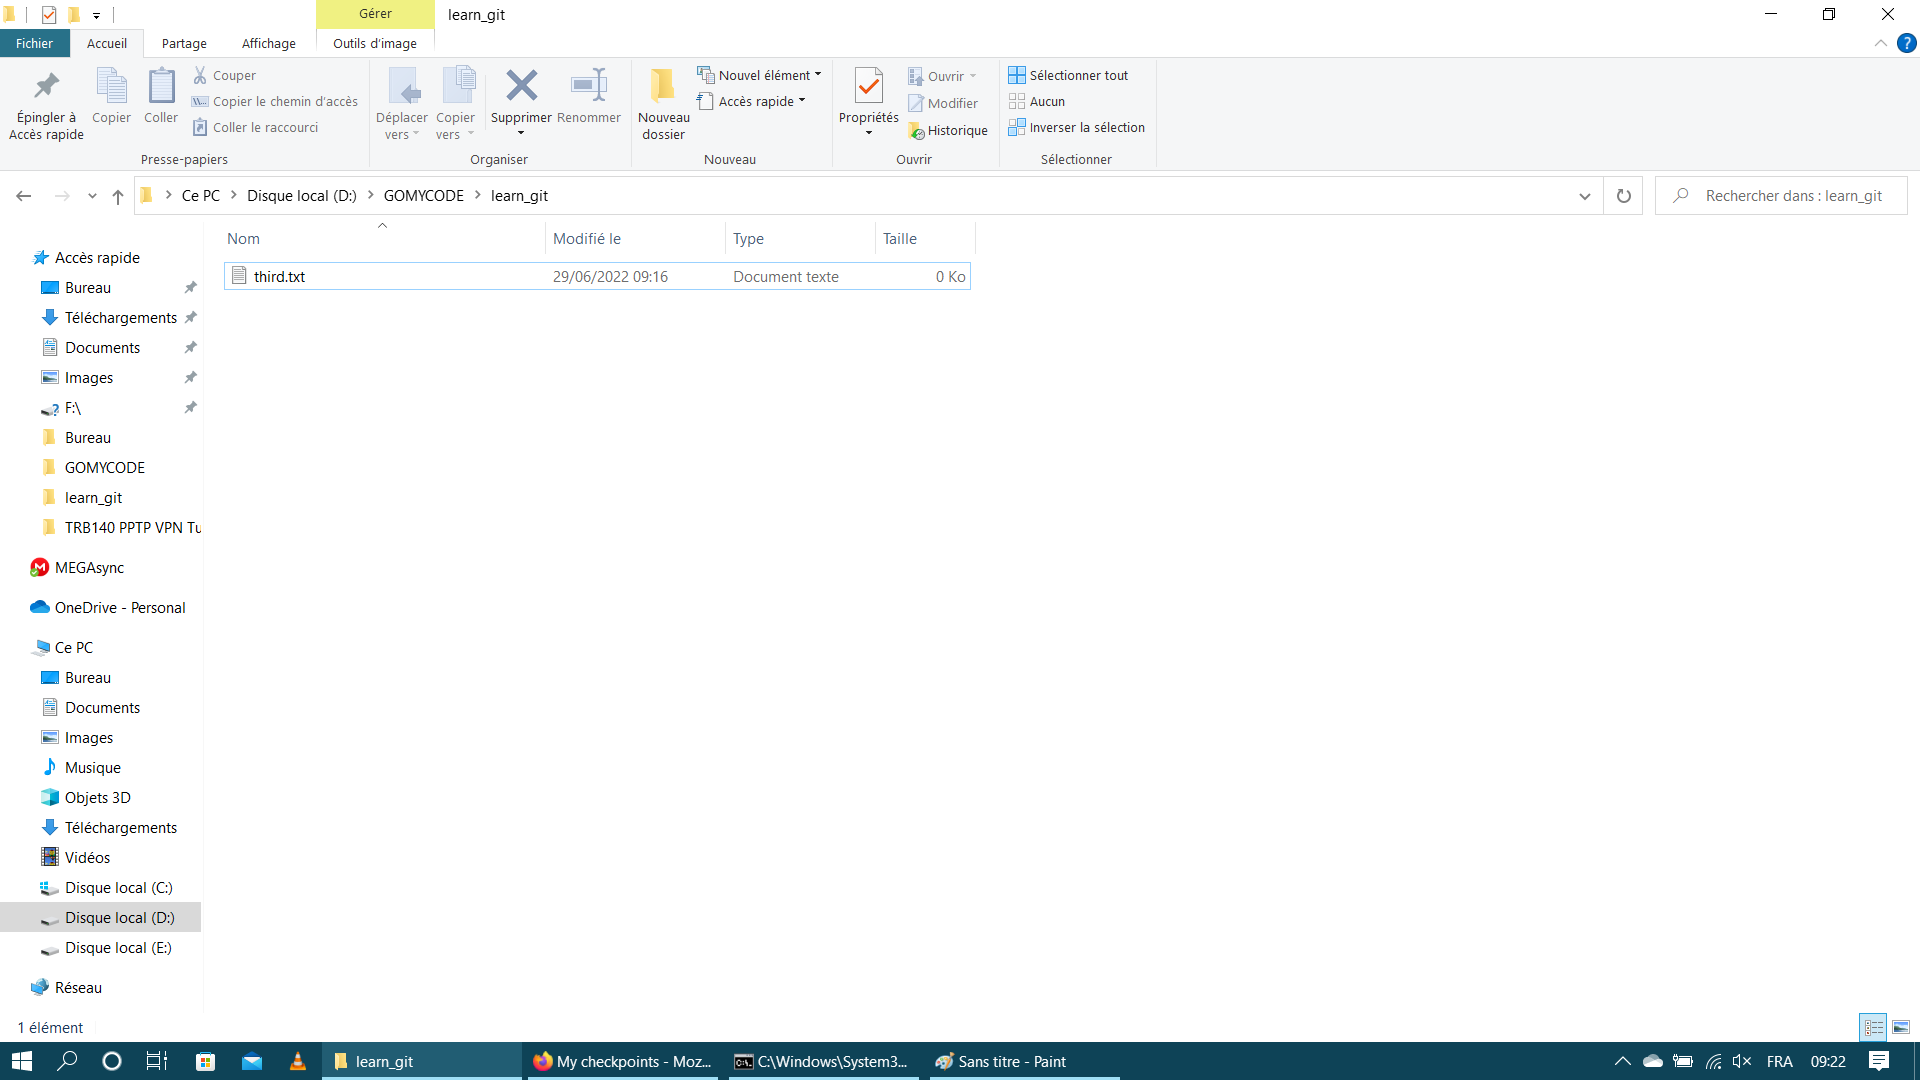 Gérer
learn_git
Fichier
Accueil
Partage
Affichage
Outils d'image
?
Épingler à
Accès rapide
Copier
Coller
Couper
Copier le chemin d'accès
Coller le raccourci
Presse-papiers
Déplacer
vers
Copier
vers
Supprimer
Renommer
Organiser
Nouveau
dossier
Nouvel élément
Accès rapide
Nouveau
Propriétés
Ouvrir
Modifier
Historique
Ouvrir
Sélectionner tout
Aucun
Inverser la sélection
Sélectionner
Ce PC
Disque local (D:)
GOMYCODE
learn_git
Rechercher dans : learn_git
Nom
Modifié le
Type
Taille
third.txt
29/06/2022 09:16
Document texte
0 Ko
Accès rapide
Bureau
Téléchargements
Documents
Images
F:\
Bureau
GOMYCODE
learn_git
TRB140 PPTP VPN Tu
MEGAsync
OneDrive - Personal
Ce PC
Bureau
Documents
Images
Musique
Objets 3D
Téléchargements
Vidéos
Disque local (C:)
Disque local (D:)
Disque local (E:)
Réseau
1 élément
learn_git
My checkpoints - Moz...
C:\Windows\System3...
Sans titre - Paint
FRA
09:22